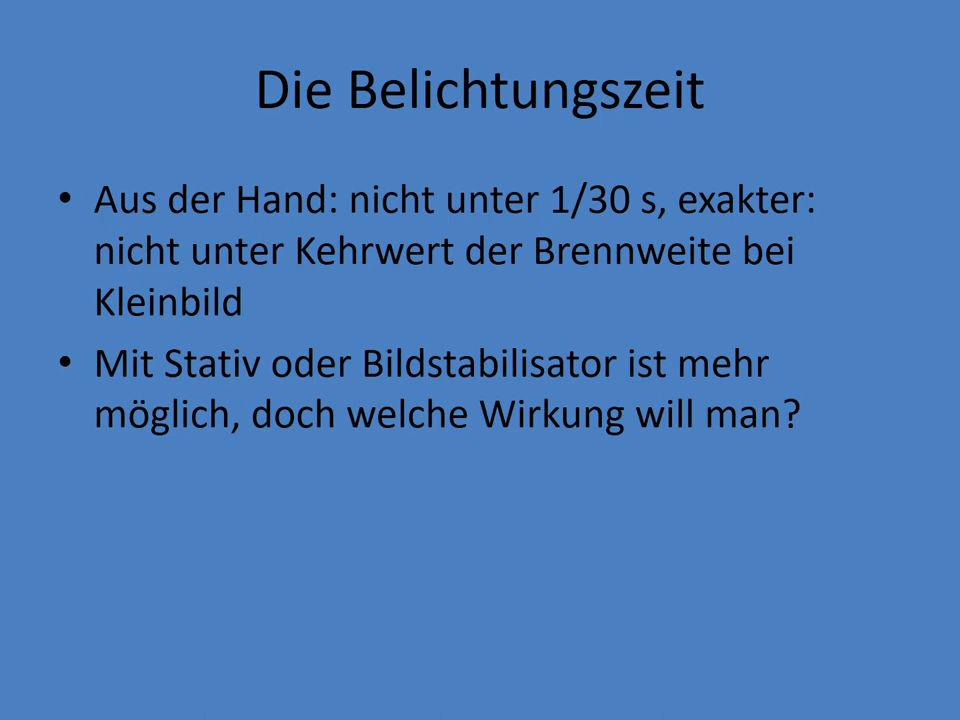 Die Belichtungszeit
• Aus der Hand: nicht unter 1/30 s, exakter:
nicht unter Kehrwert der Brennweite bei
Kleinbild
• Mit Stativ oder Bildstabilisator ist mehr
möglich, doch welche Wirkung will man?